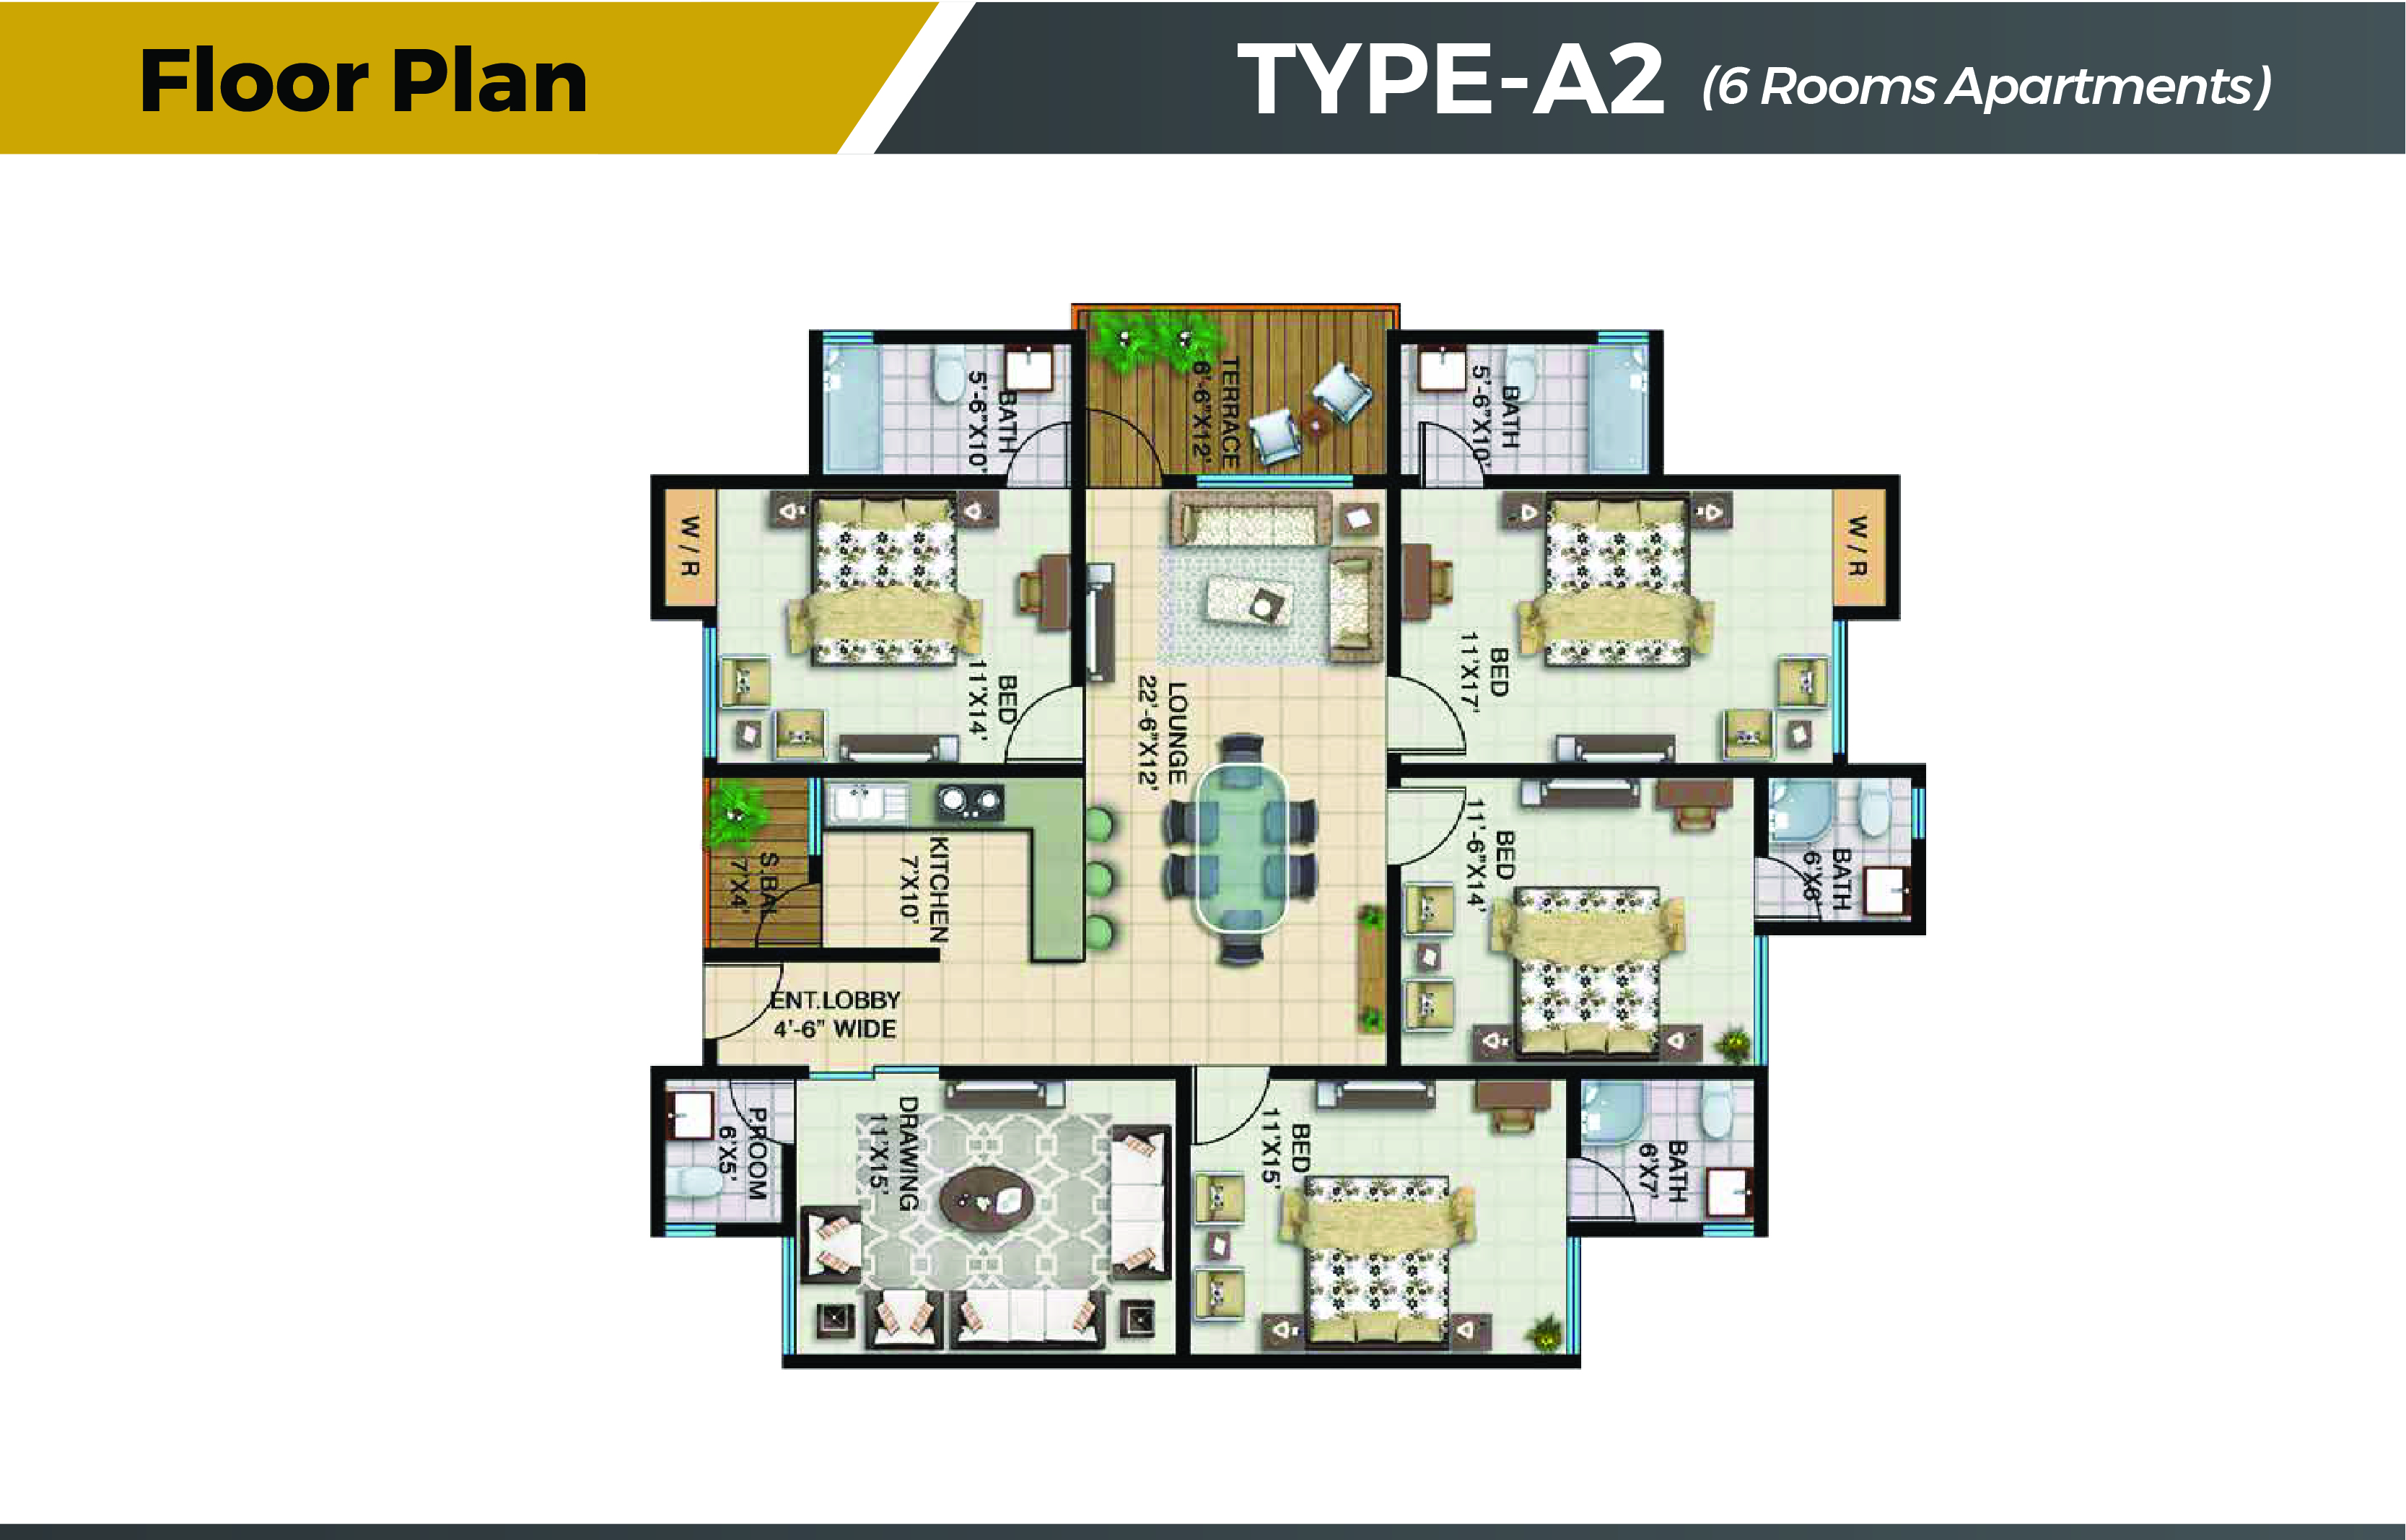 Floor Plan
TYPE-A2 (6 Rooms Apartments)
BATH
5'-6"X10'
TERRACE
6'-6"X12'
BATH
5'-6"X10'
W / R
BED
11'X14'
LOUNGE
22'-6"X12'
BED
11'X17'
W / R
S.BAL
7'X4'
KITCHEN
7'X10'
BED
11'-6"X14'
BATH
ENT.LOBBY
4'-6" WIDE
P.ROOM
6'X5'
DRAWING
11'X15'
BED
11'X15'
BATH
6'X7'